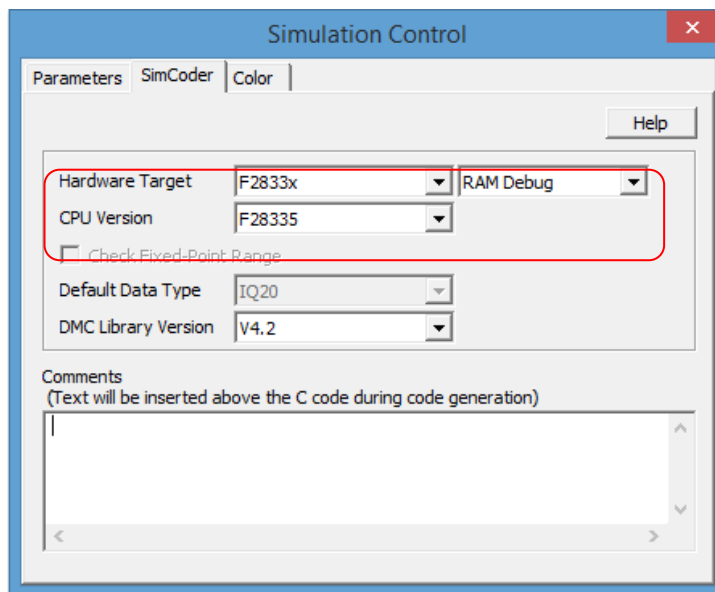 Simulation Control
Parameters SimCoder Color
Help
Hardware Target F2833x RAM Debug
CPU Version F28335
Check Fixed-Point Range
Default Data Type IQ20
DMC Library Version V4.2
Comments
(Text will be inserted above the C code during code generation)